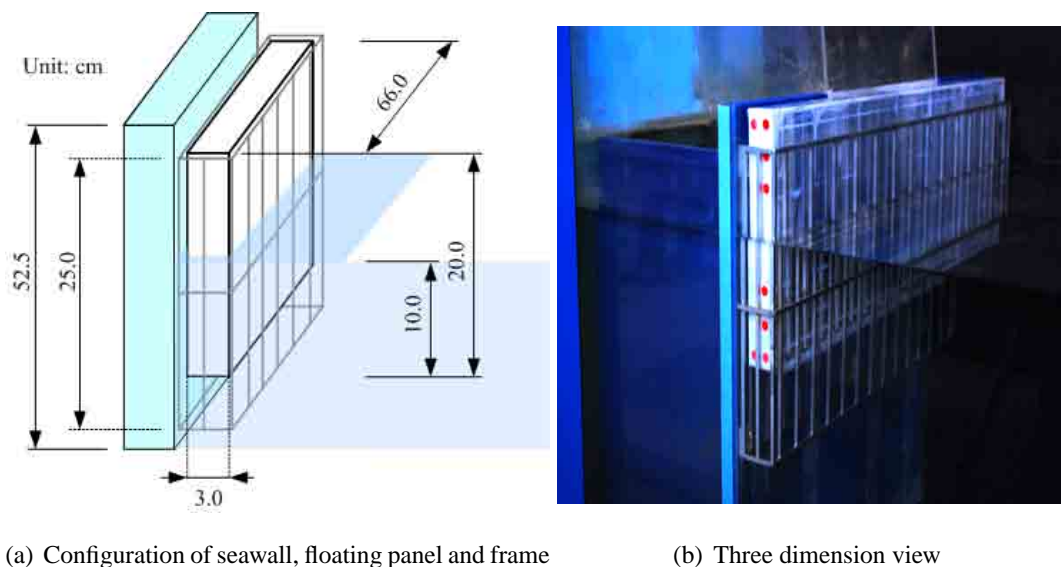 Unit: cm
66.0
52.5
25.0
20.0
10.0
3.0
(a) Configuration of seawall, floating panel and frame
(b) Three dimension view